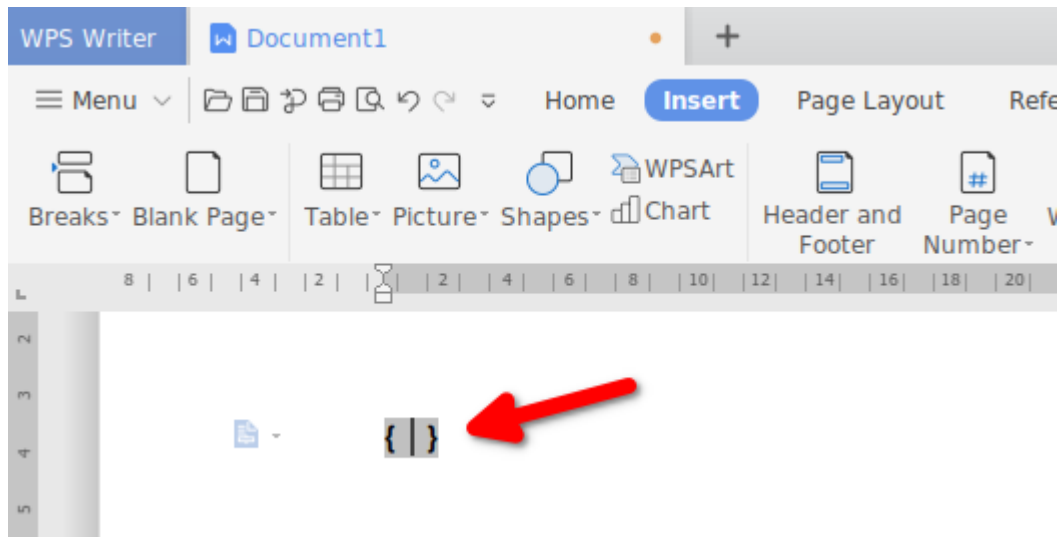 WPS Writer Document1
Menu Home Insert Page Layout Refe
Breaks Blank Page Table Picture Shapes WPSArt
Chart Header and Footer Page Number W
8 | | 6 | | 4 | | 2 | | | | 2 | | 4 | | 6 | | 8 | | 10 | | 12 | | 14 | | 16 | | 18 | | 20 |
2
3
{ | }
4
5